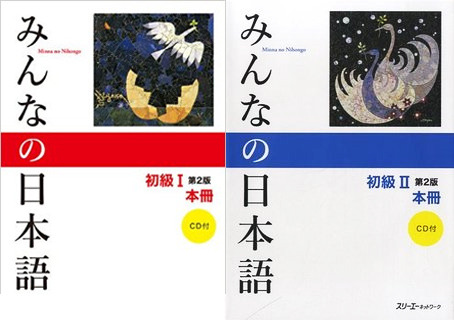 みんなの日本語
Minna no Nihongo
初級Ⅰ 第2版
本冊
CD付
みんなの日本語
Minna no Nihongo
初級Ⅱ 第2版
本冊
CD付
スリーエーネットワーク